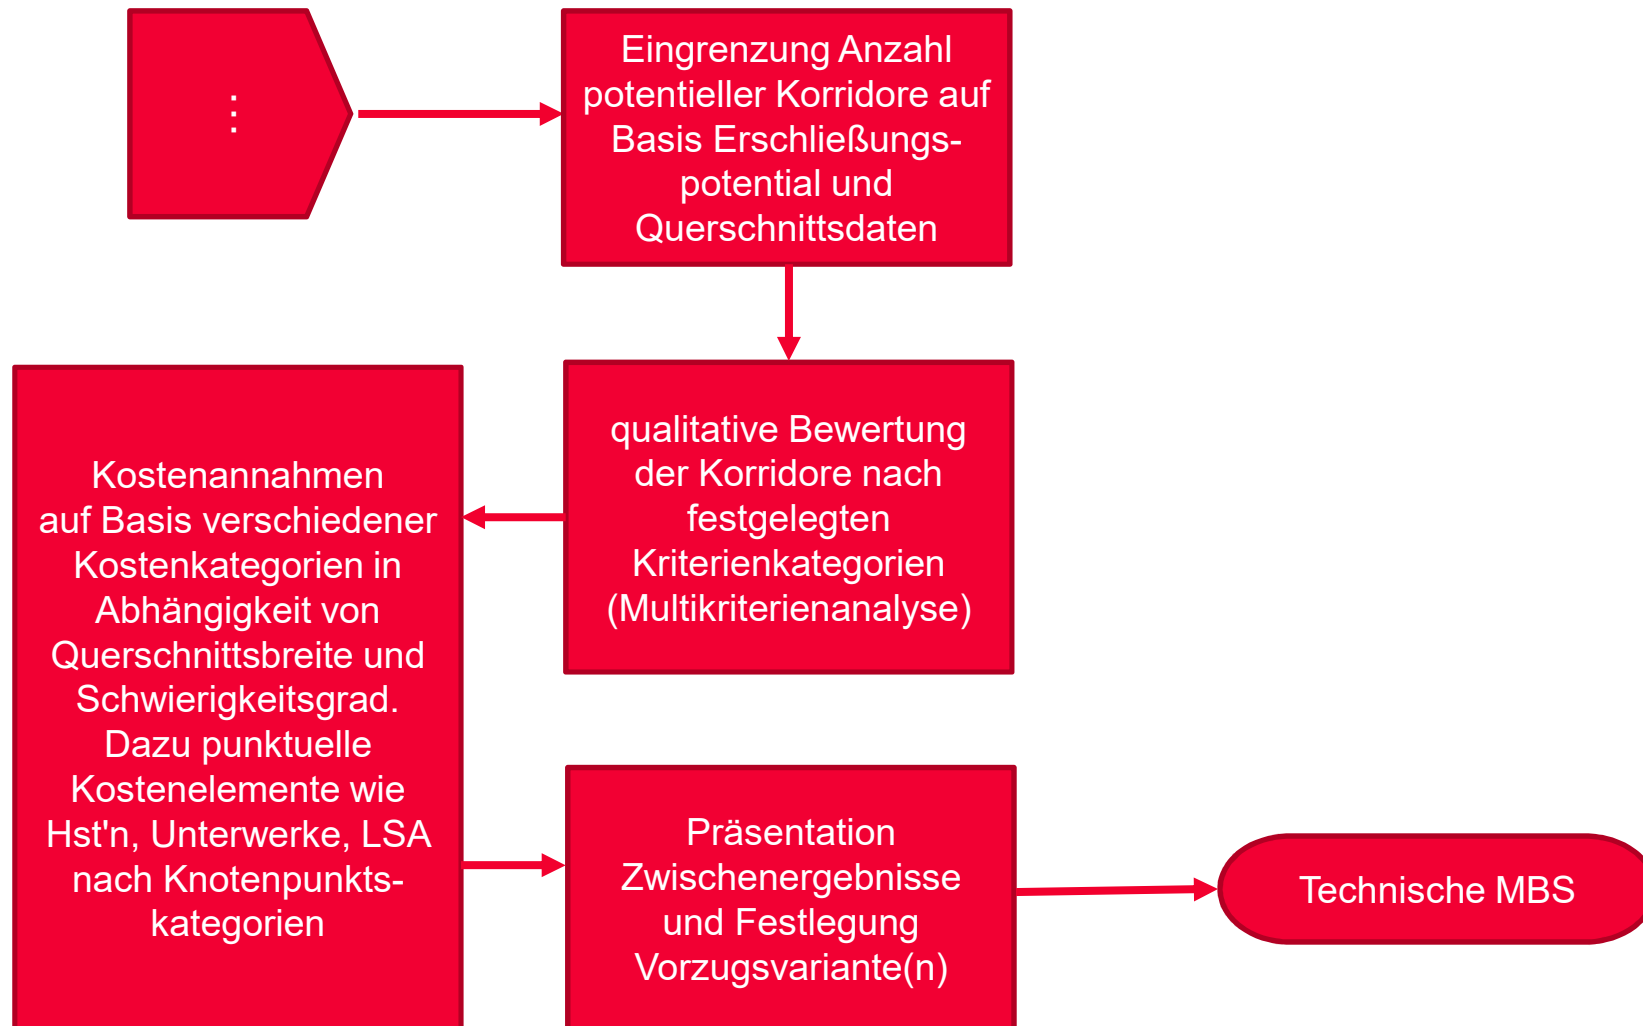 ⋮
Eingrenzung Anzahl
potentieller Korridore auf
Basis Erschließungs-
potential und
Querschnittsdaten
qualitative Bewertung
der Korridore nach
festgelegten
Kriterienkategorien
(Multikriterienanalyse)
Kostenannahmen
auf Basis verschiedener
Kostenkategorien in
Abhängigkeit von
Querschnittsbreite und
Schwierigkeitsgrad.
Dazu punktuelle
Kostenelemente wie
Hst'n, Unterwerke, LSA
nach Knotenpunkts-
kategorien
Präsentation
Zwischenergebnisse
und Festlegung
Vorzugsvariante(n)
Technische MBS